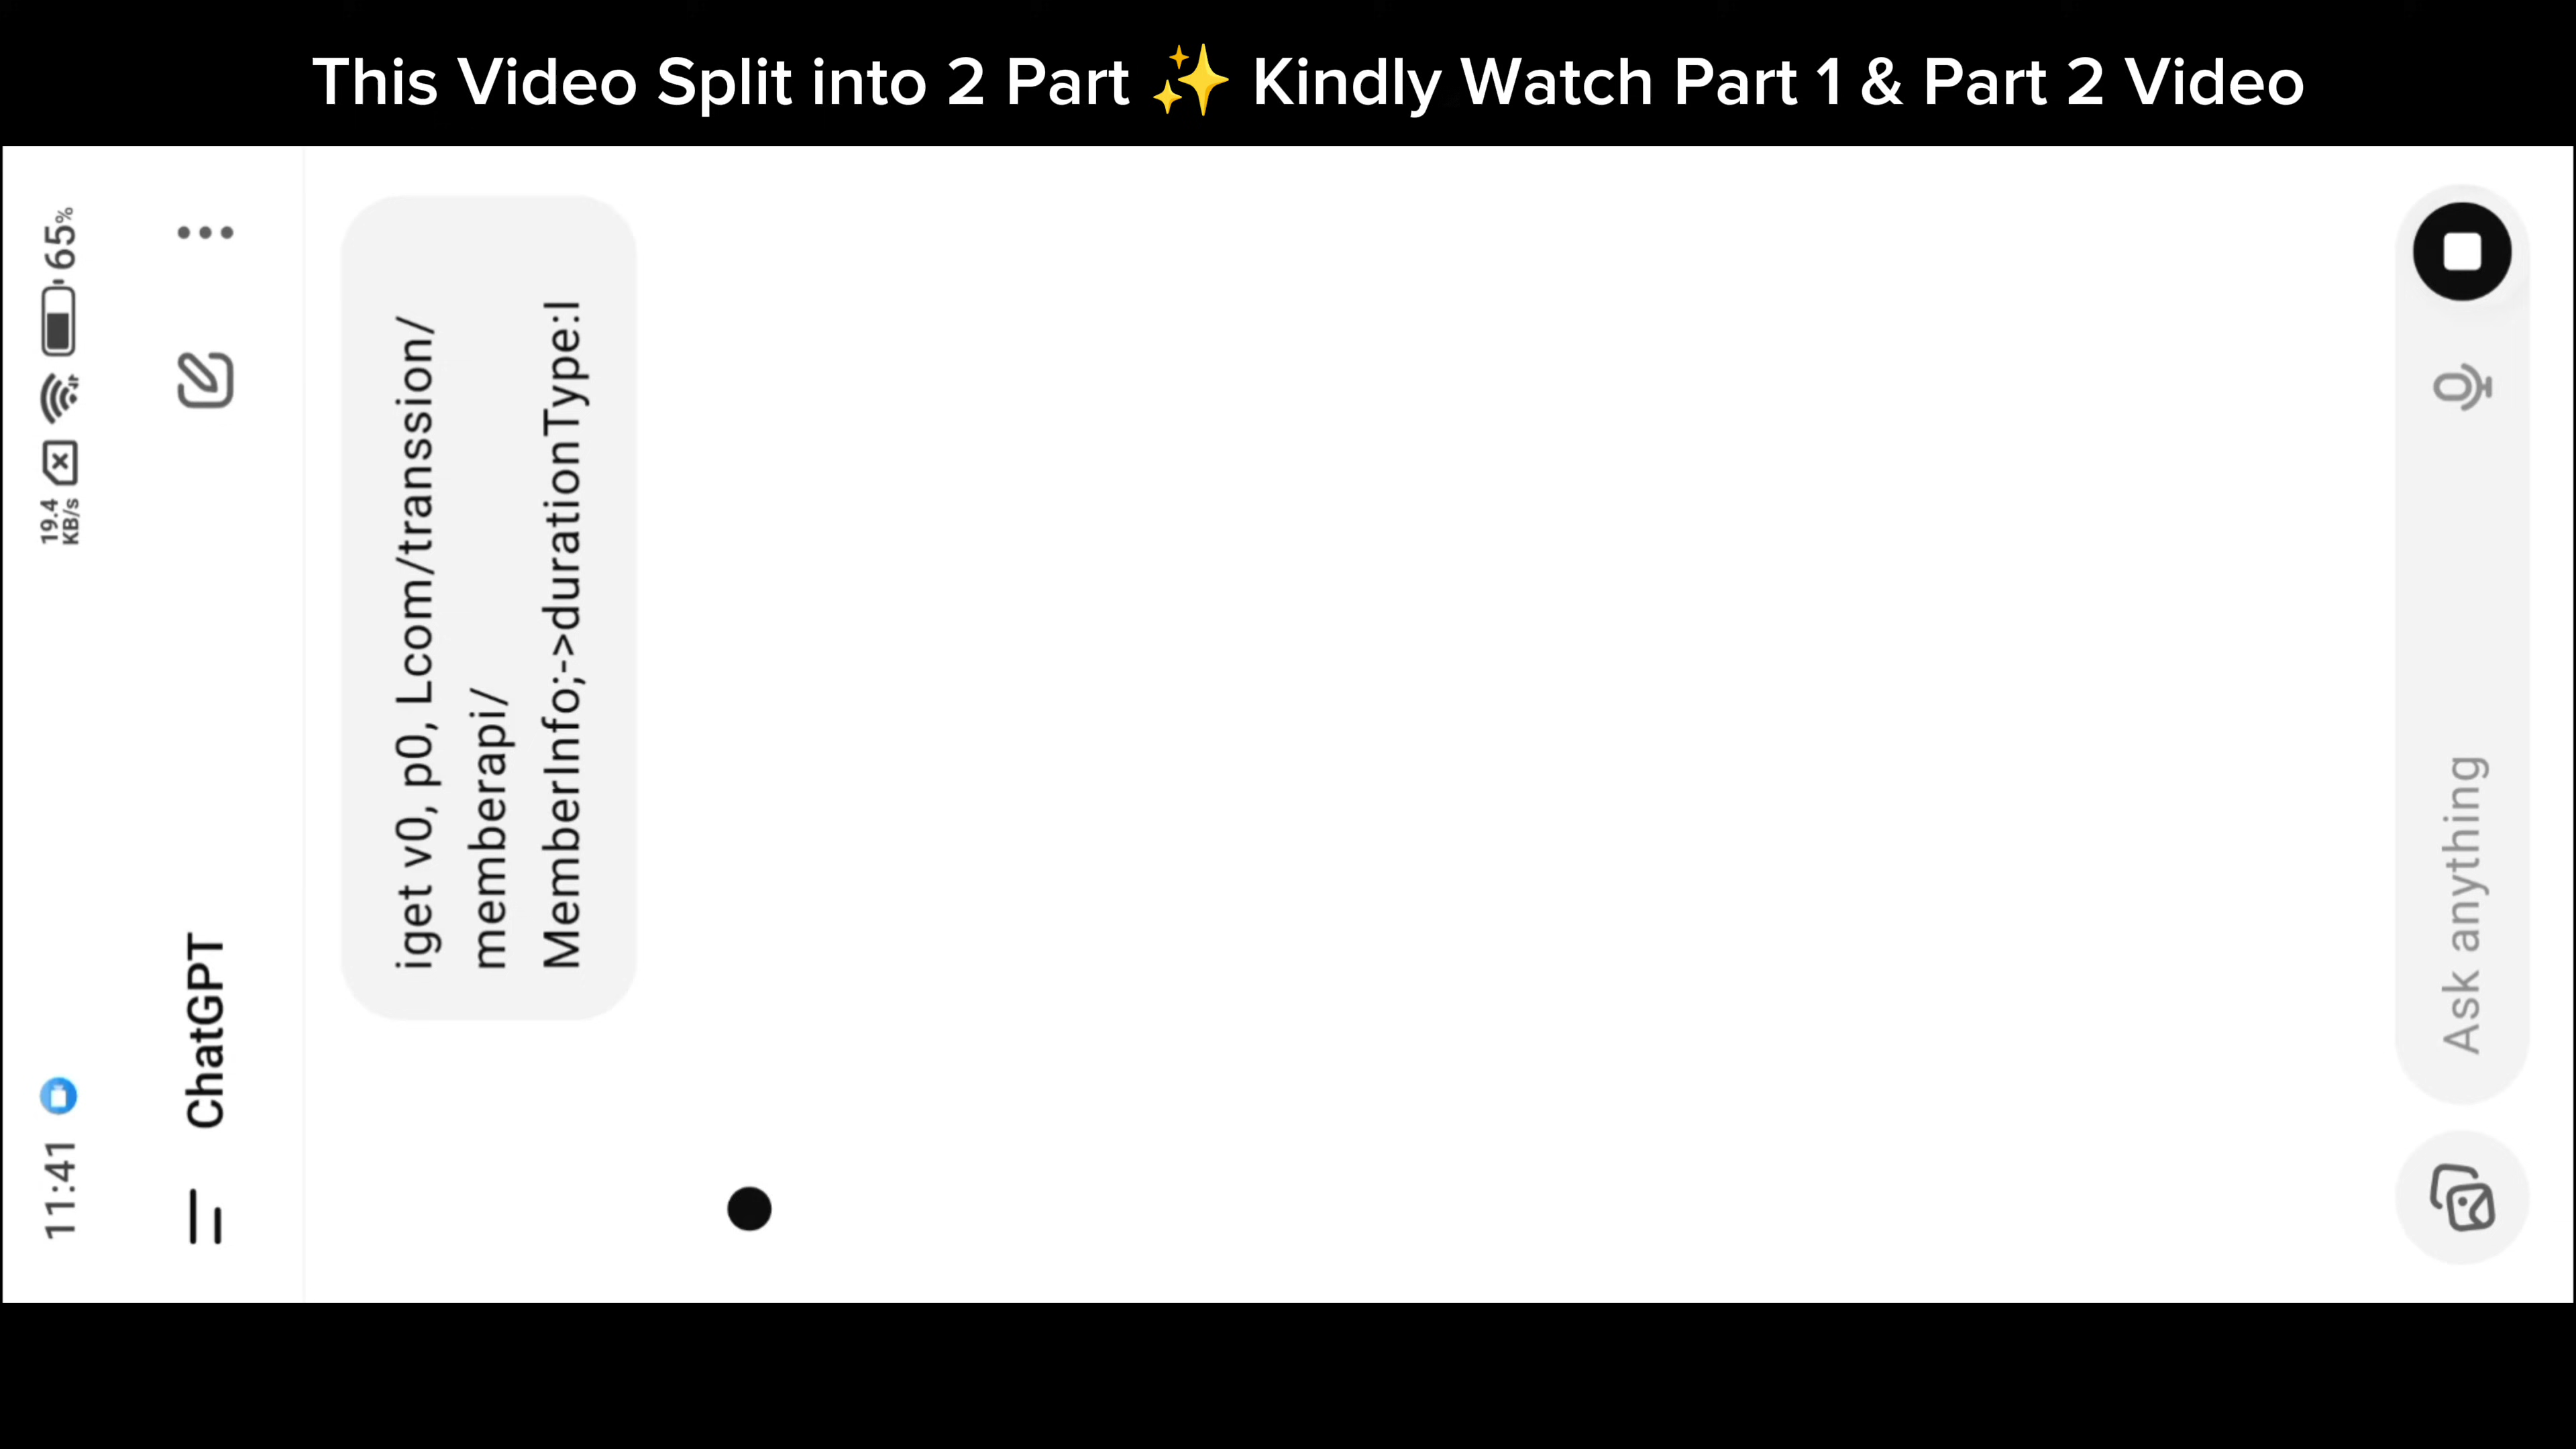 This Video Split into 2 Part ✨ Kindly Watch Part 1 & Part 2 Video
11:41
19.4
KB/s
65%
ChatGPT
iget v0, p0, Lcom/transsion/
memberapi/
MemberInfo;->durationType:I
Ask anything